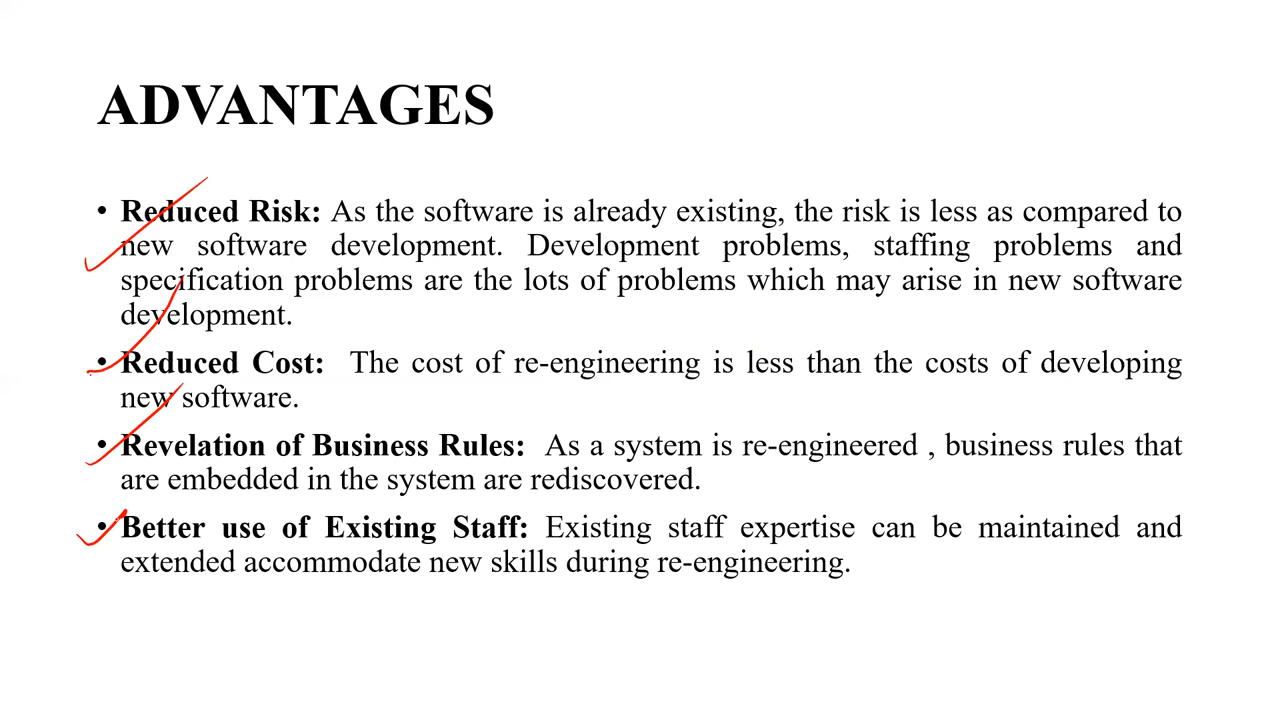 ADVANTAGES
• Reduced Risk: As the software is already existing, the risk is less as compared to
new software development. Development problems, staffing problems and
specification problems are the lots of problems which may arise in new software
development.
• Reduced Cost: The cost of re-engineering is less than the costs of developing
new software.
• Revelation of Business Rules: As a system is re-engineered , business rules that
are embedded in the system are rediscovered.
• Better use of Existing Staff: Existing staff expertise can be maintained and
extended accommodate new skills during re-engineering.